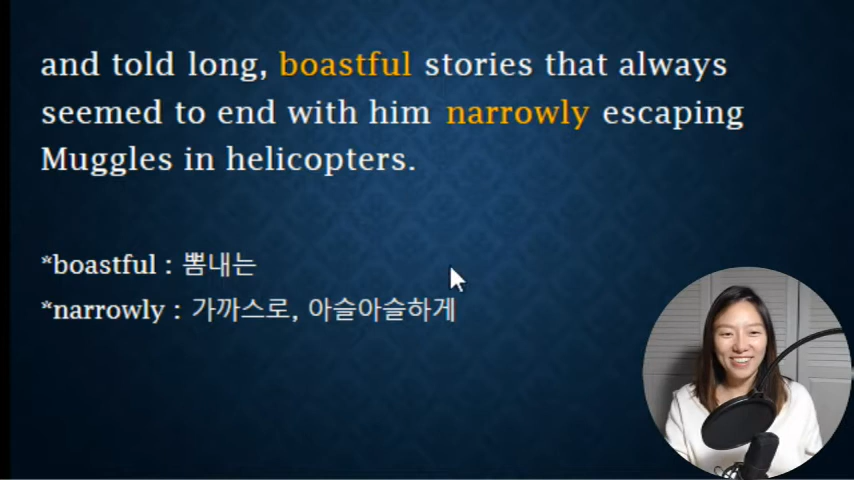 and told long, boastful stories that always
seemed to end with him narrowly escaping
Muggles in helicopters.
*boastful : 뽐내는
*narrowly : 가까스로, 아슬아슬하게